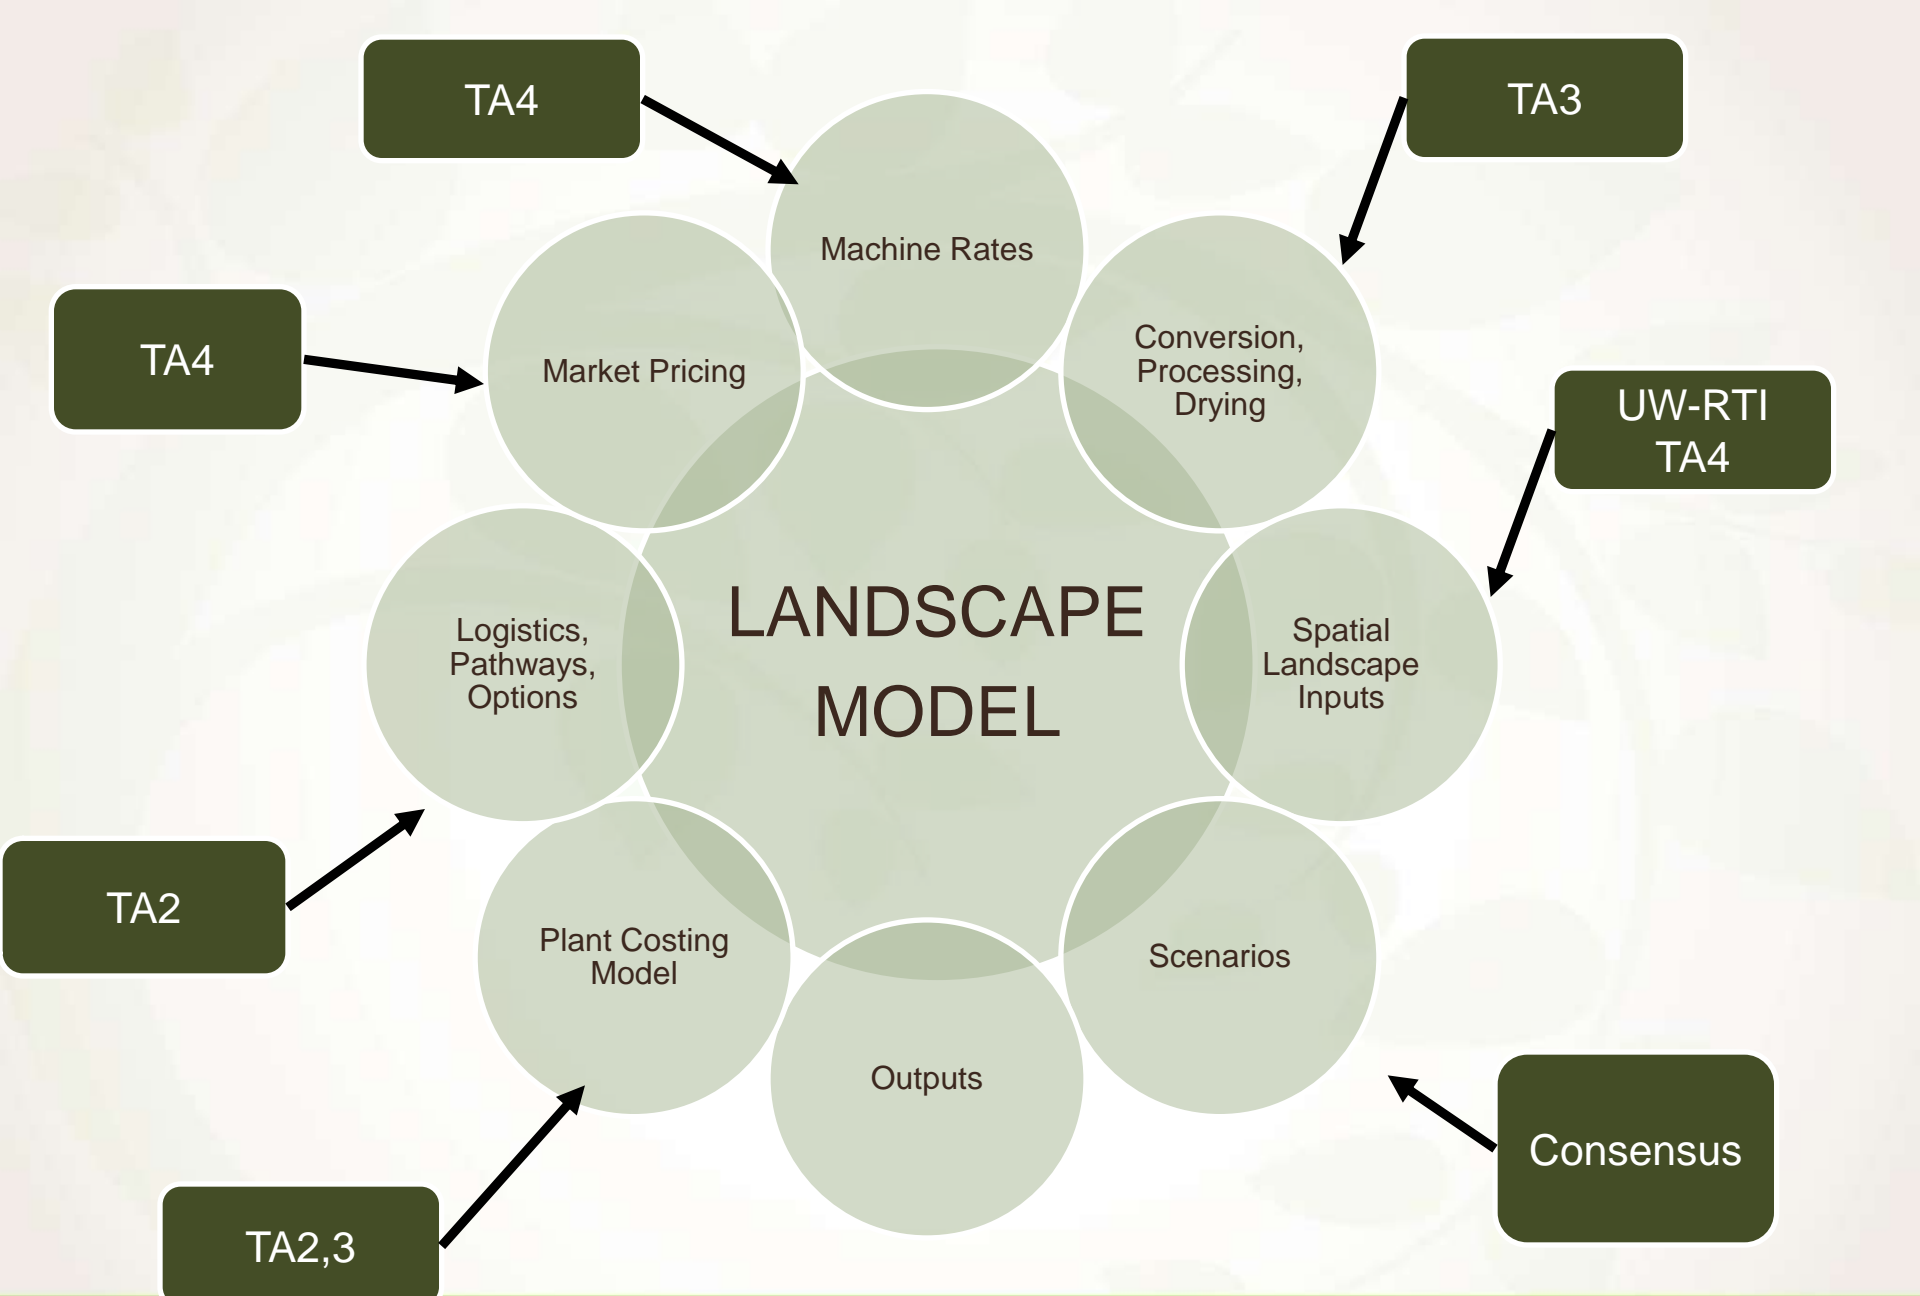 TA4
TA3
Machine Rates
Conversion,
Processing,
Drying
TA4
Market Pricing
UW-RTI
TA4
Logistics,
Pathways,
Options
LANDSCAPE
MODEL
Spatial
Landscape
Inputs
TA2
Plant Costing
Model
Scenarios
Outputs
Consensus
TA2,3